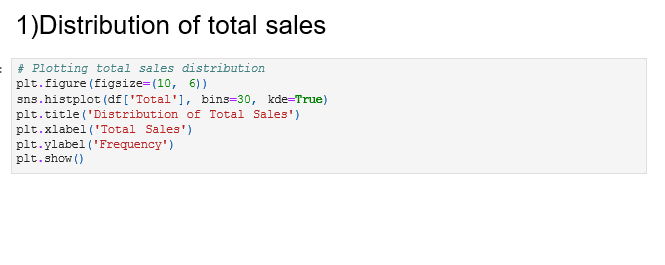 1)Distribution of total sales
# Plotting total sales distribution
plt.figure(figsize=(10, 6))
sns.histplot(df['Total'], bins=30, kde=True)
plt.title('Distribution of Total Sales')
plt.xlabel('Total Sales')
plt.ylabel('Frequency')
plt.show()